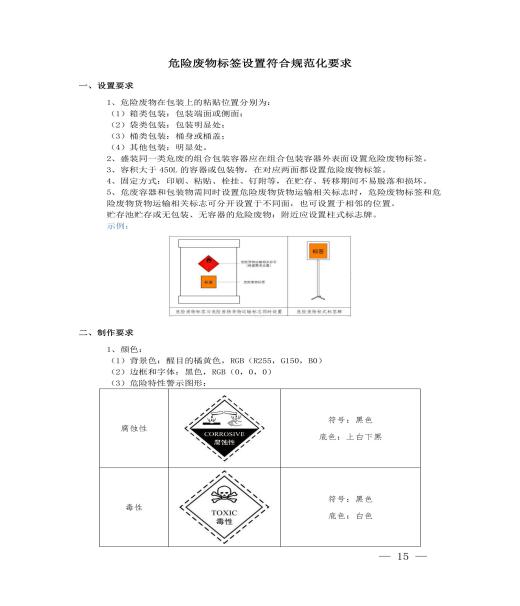 危险废物标签设置符合规范化要求
一、设置要求
1、危险废物在包装上的粘贴位置分别为:
(1)箱类包装:包装端面或侧面;
(2)袋类包装:包装明显处;
(3)桶类包装:桶身或桶盖;
(4)其他包装:明显处。
2、盛装同一类危废的组合包装容器应在组合包装容器外表面设置危险废物标签。
3、容积大于 450L 的容器或包装物,在对应两面都设置危险废物标签。
4、固定方式:印刷、粘贴、栓挂、钉附等,在贮存、转移期间不易脱落和损坏。
5、危废容器和包装物需同时设置危险废物货物运输相关标志时,危险废物标签和危
险废物货物运输相关标志可分开设置于不同面,也可设置于相邻的位置。
贮存池贮存或无包装、无容器的危险废物:附近应设置柱式标志牌。
示例:
标签
标签
危险废物标签
危险废物柱式标签牌
二、制作要求
1、颜色:
(1)背景色:醒目的橘黄色,RGB(R255,G150,B0)
(2)边框和字体:黑色,RGB(0,0,0)
(3)危险特性警示图形:
腐蚀性
CORROSIVE
腐蚀性
符号:黑色
底色:上白下黑
毒性
TOXIC
毒性
符号:黑色
底色:白色
— 15 —